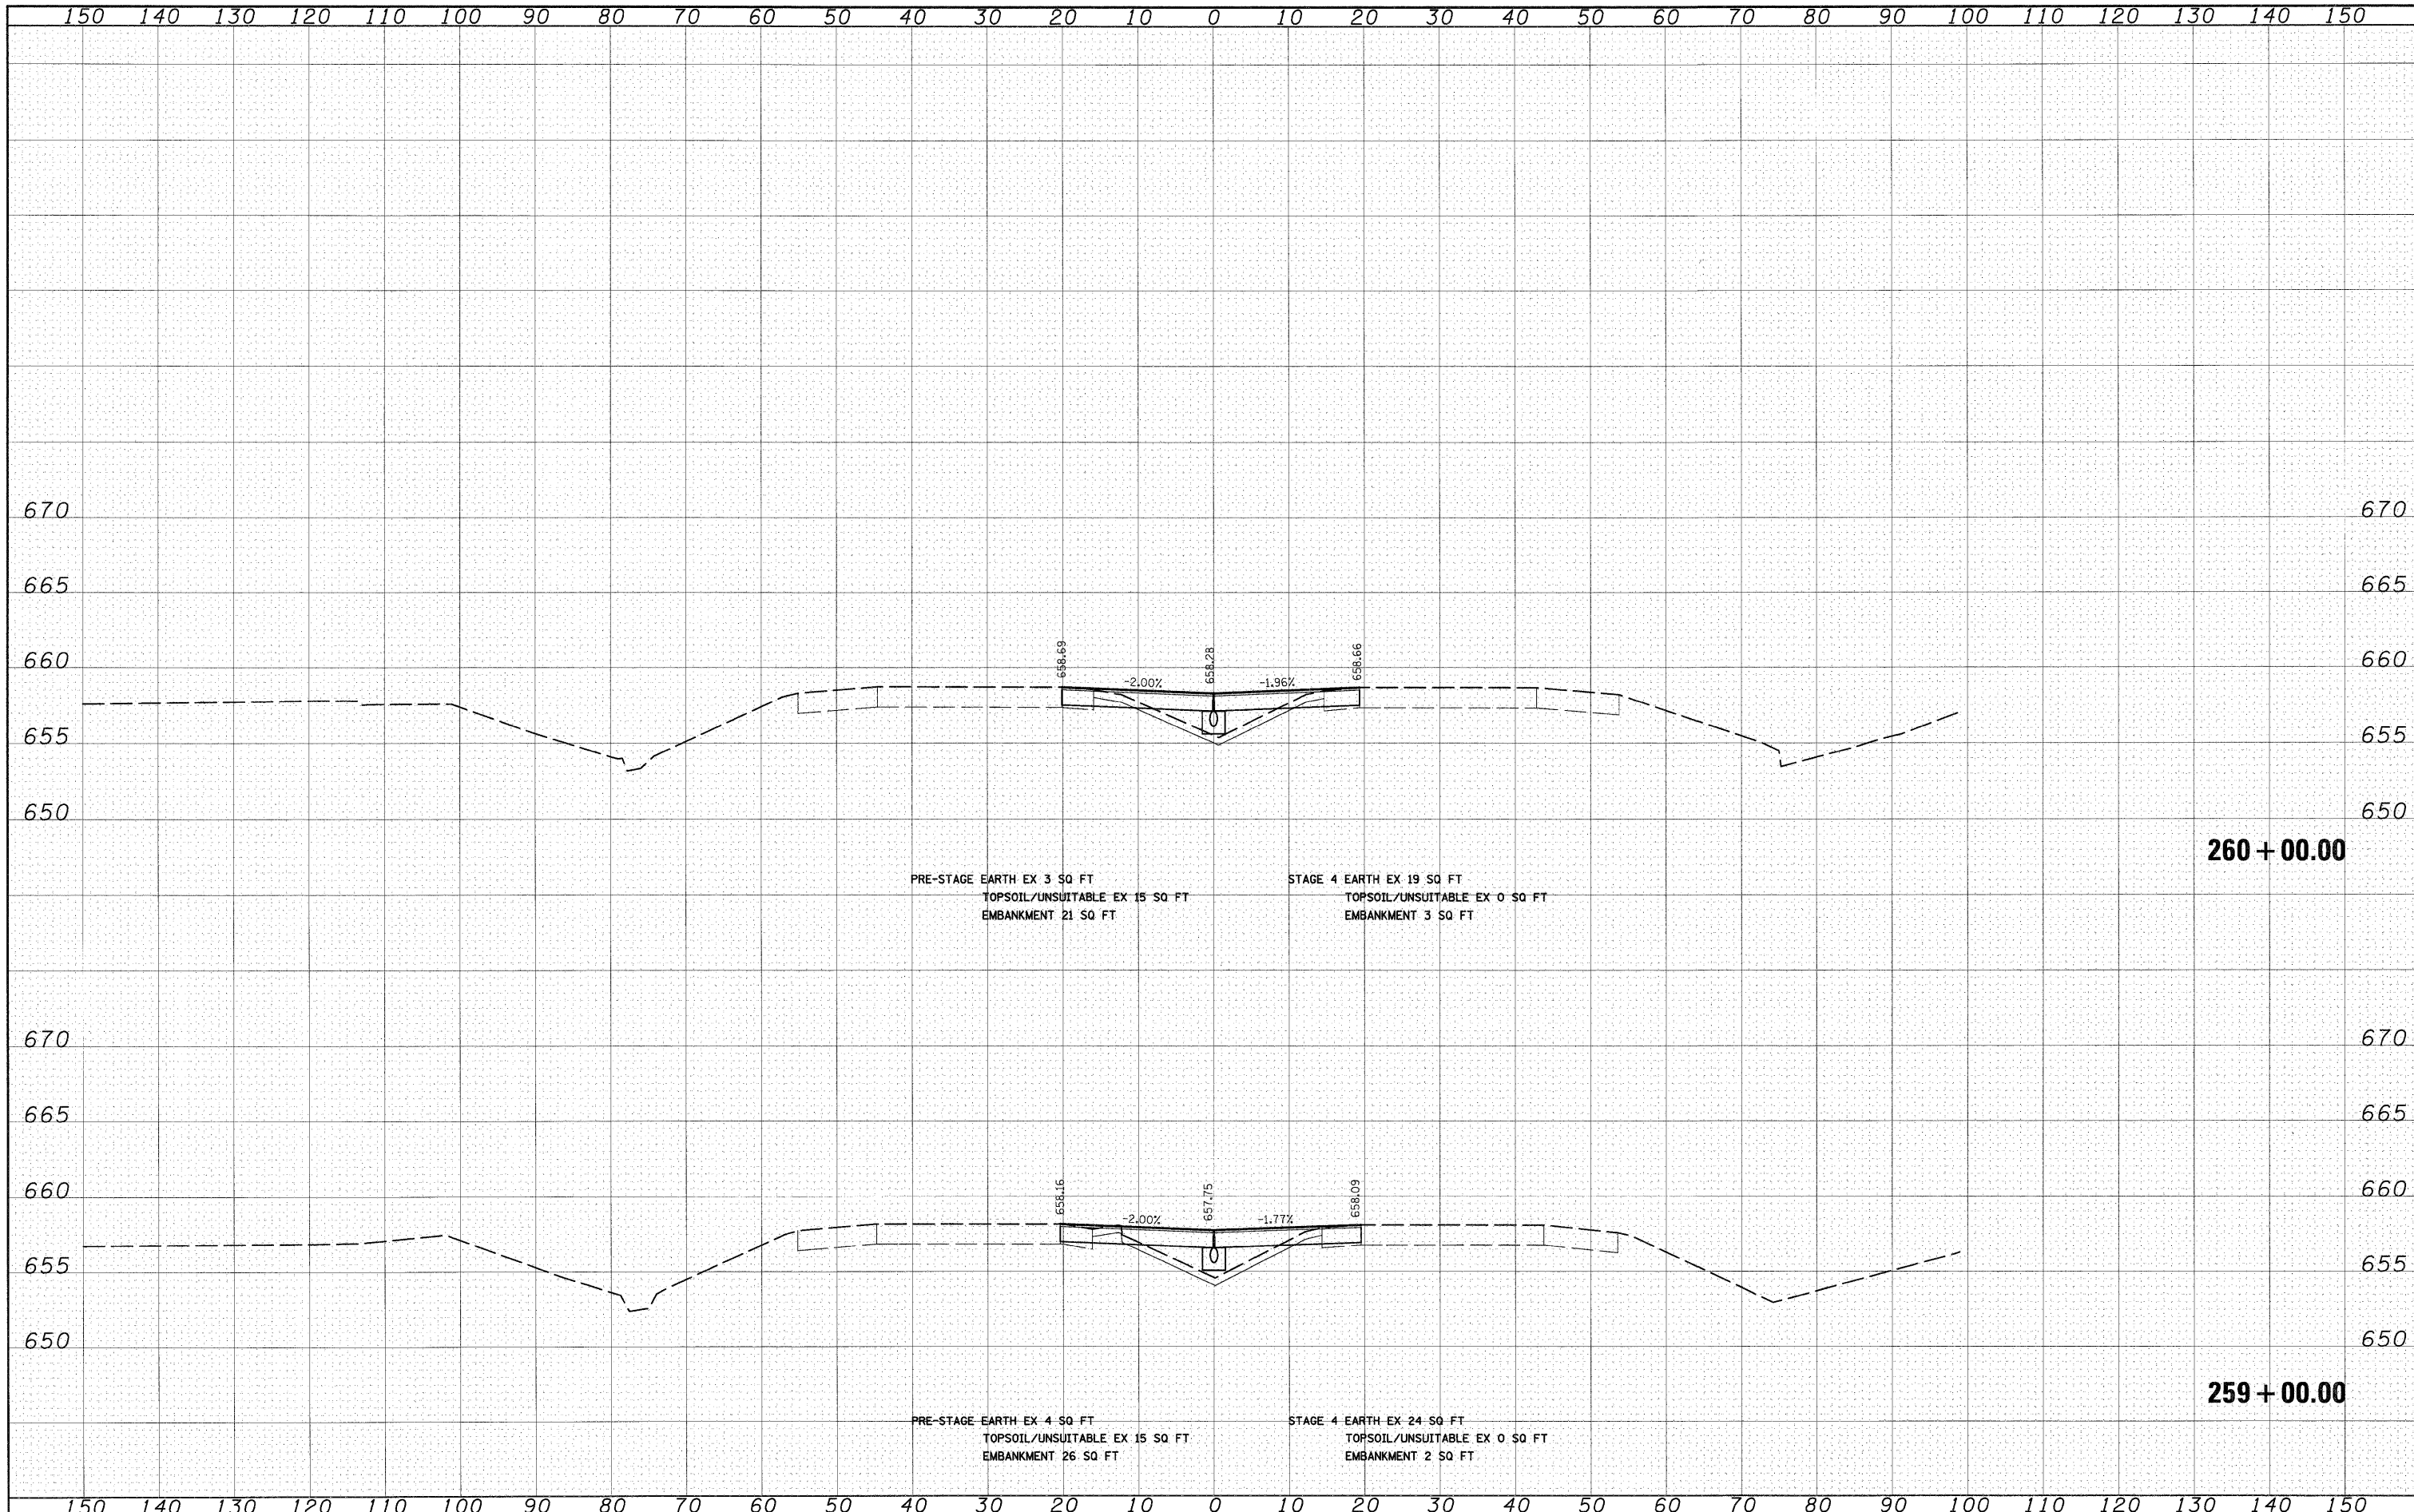 150 140 130 120 110 100 90 80 70 60 50 40 30 20 10 0 10 20 30 40 50 60 70 80 90 100 110 120 130 140 150
670 670
665 665
658.69 658.28 658.66
660 660
-2.00% -1.96%
655 655
650 650
260+00.00
PRE-STAGE EARTH EX 3 SQ FT STAGE 4 EARTH EX 19 SQ FT
TOPSOIL/UNSUITABLE EX 15 SQ FT TOPSOIL/UNSUITABLE EX 0 SQ FT
EMBANKMENT 21 SQ FT EMBANKMENT 3 SQ FT
670 670
665 665
658.16 657.75 658.09
660 660
-2.00% -1.77%
655 655
650 650
259+00.00
PRE-STAGE EARTH EX 4 SQ FT STAGE 4 EARTH EX 24 SQ FT
TOPSOIL/UNSUITABLE EX 15 SQ FT TOPSOIL/UNSUITABLE EX 0 SQ FT
EMBANKMENT 26 SQ FT EMBANKMENT 2 SQ FT
150 140 130 120 110 100 90 80 70 60 50 40 30 20 10 0 10 20 30 40 50 60 70 80 90 100 110 120 130 140 150